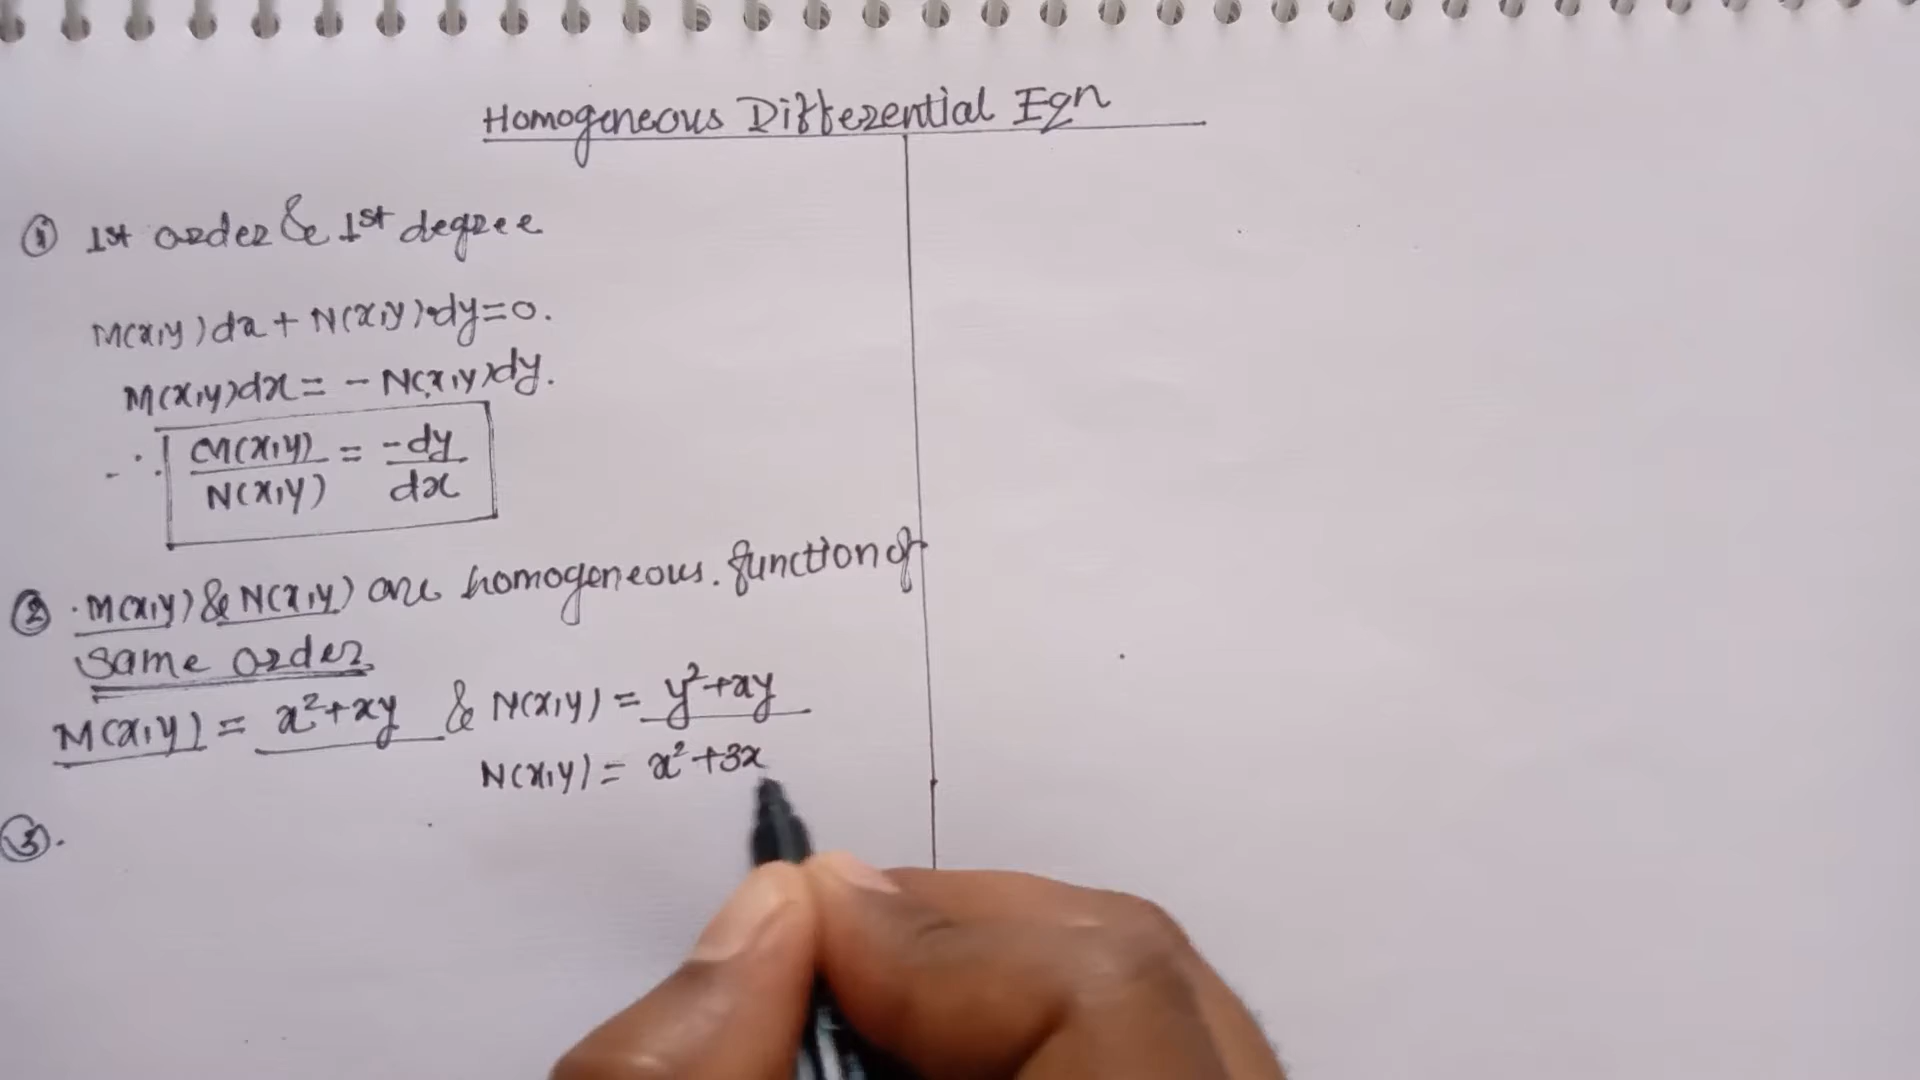 Homogeneous Differential Eqn
① 1st order & 1st degree
M(x,y)dx + N(x,y)dy=0.
M(x,y)dx = - N(x,y)dy.
∴ M(x,y)/N(x,y) = -dy/dx
② M(x,y) & N(x,y) are homogeneous. function of
same order
M(x,y) = x²+xy & N(x,y) = y²+xy
N(x,y) = x²+3x
③.